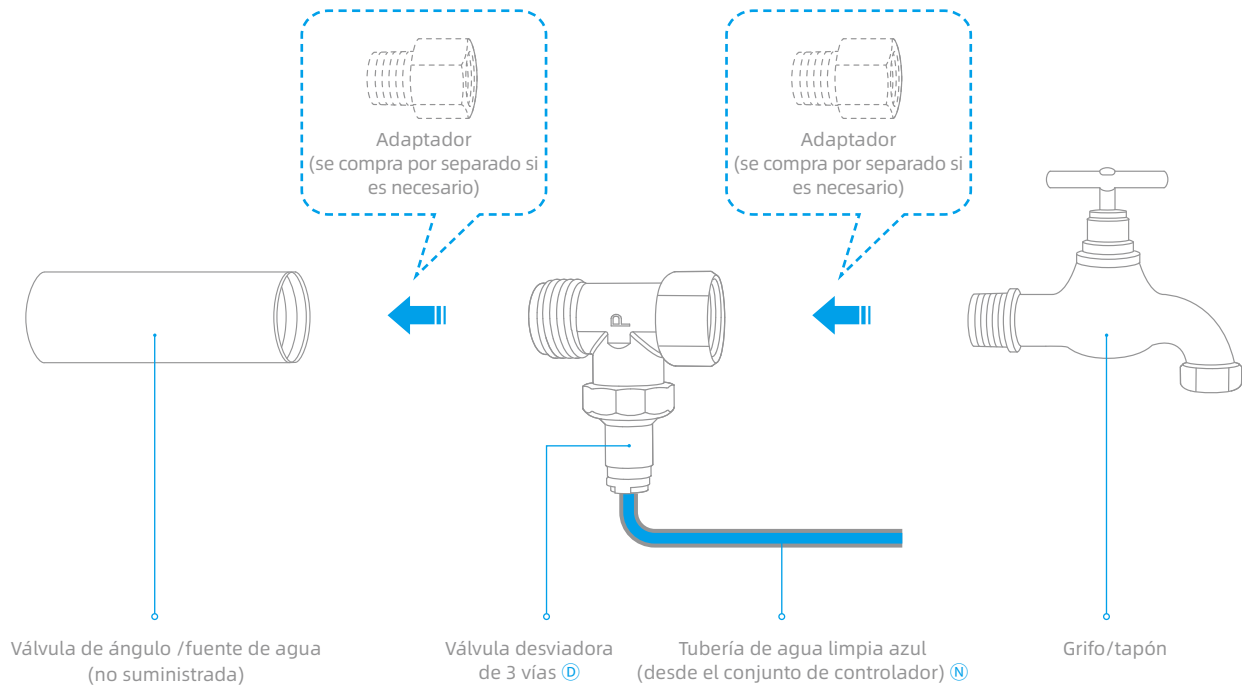 Adaptador
(se compra por separado si
es necesario)
Adaptador
(se compra por separado si
es necesario)
P
Válvula de ángulo /fuente de agua
(no suministrada)
Válvula desviadora
de 3 vías Ⓓ
Tubería de agua limpia azul
(desde el conjunto de controlador) Ⓝ
Grifo/tapón